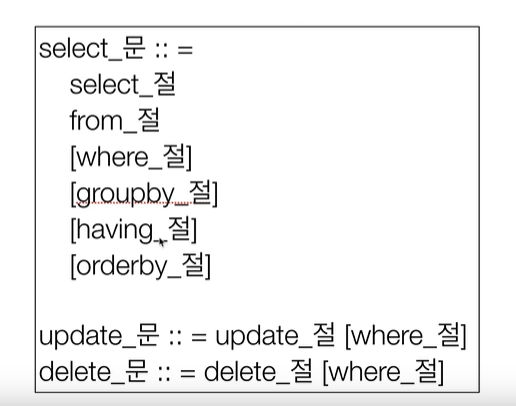 select_문 :: =
select_절
from_절
[where_절]
[groupby_절]
[having_절]
[orderby_절]
update_문 :: = update_절 [where_절]
delete_문 :: = delete_절 [where_절]